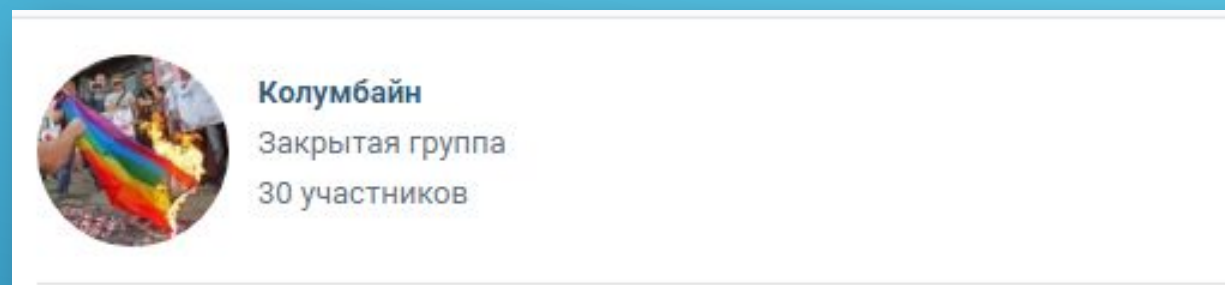 Колумбайн
Закрытая группа
30 участников